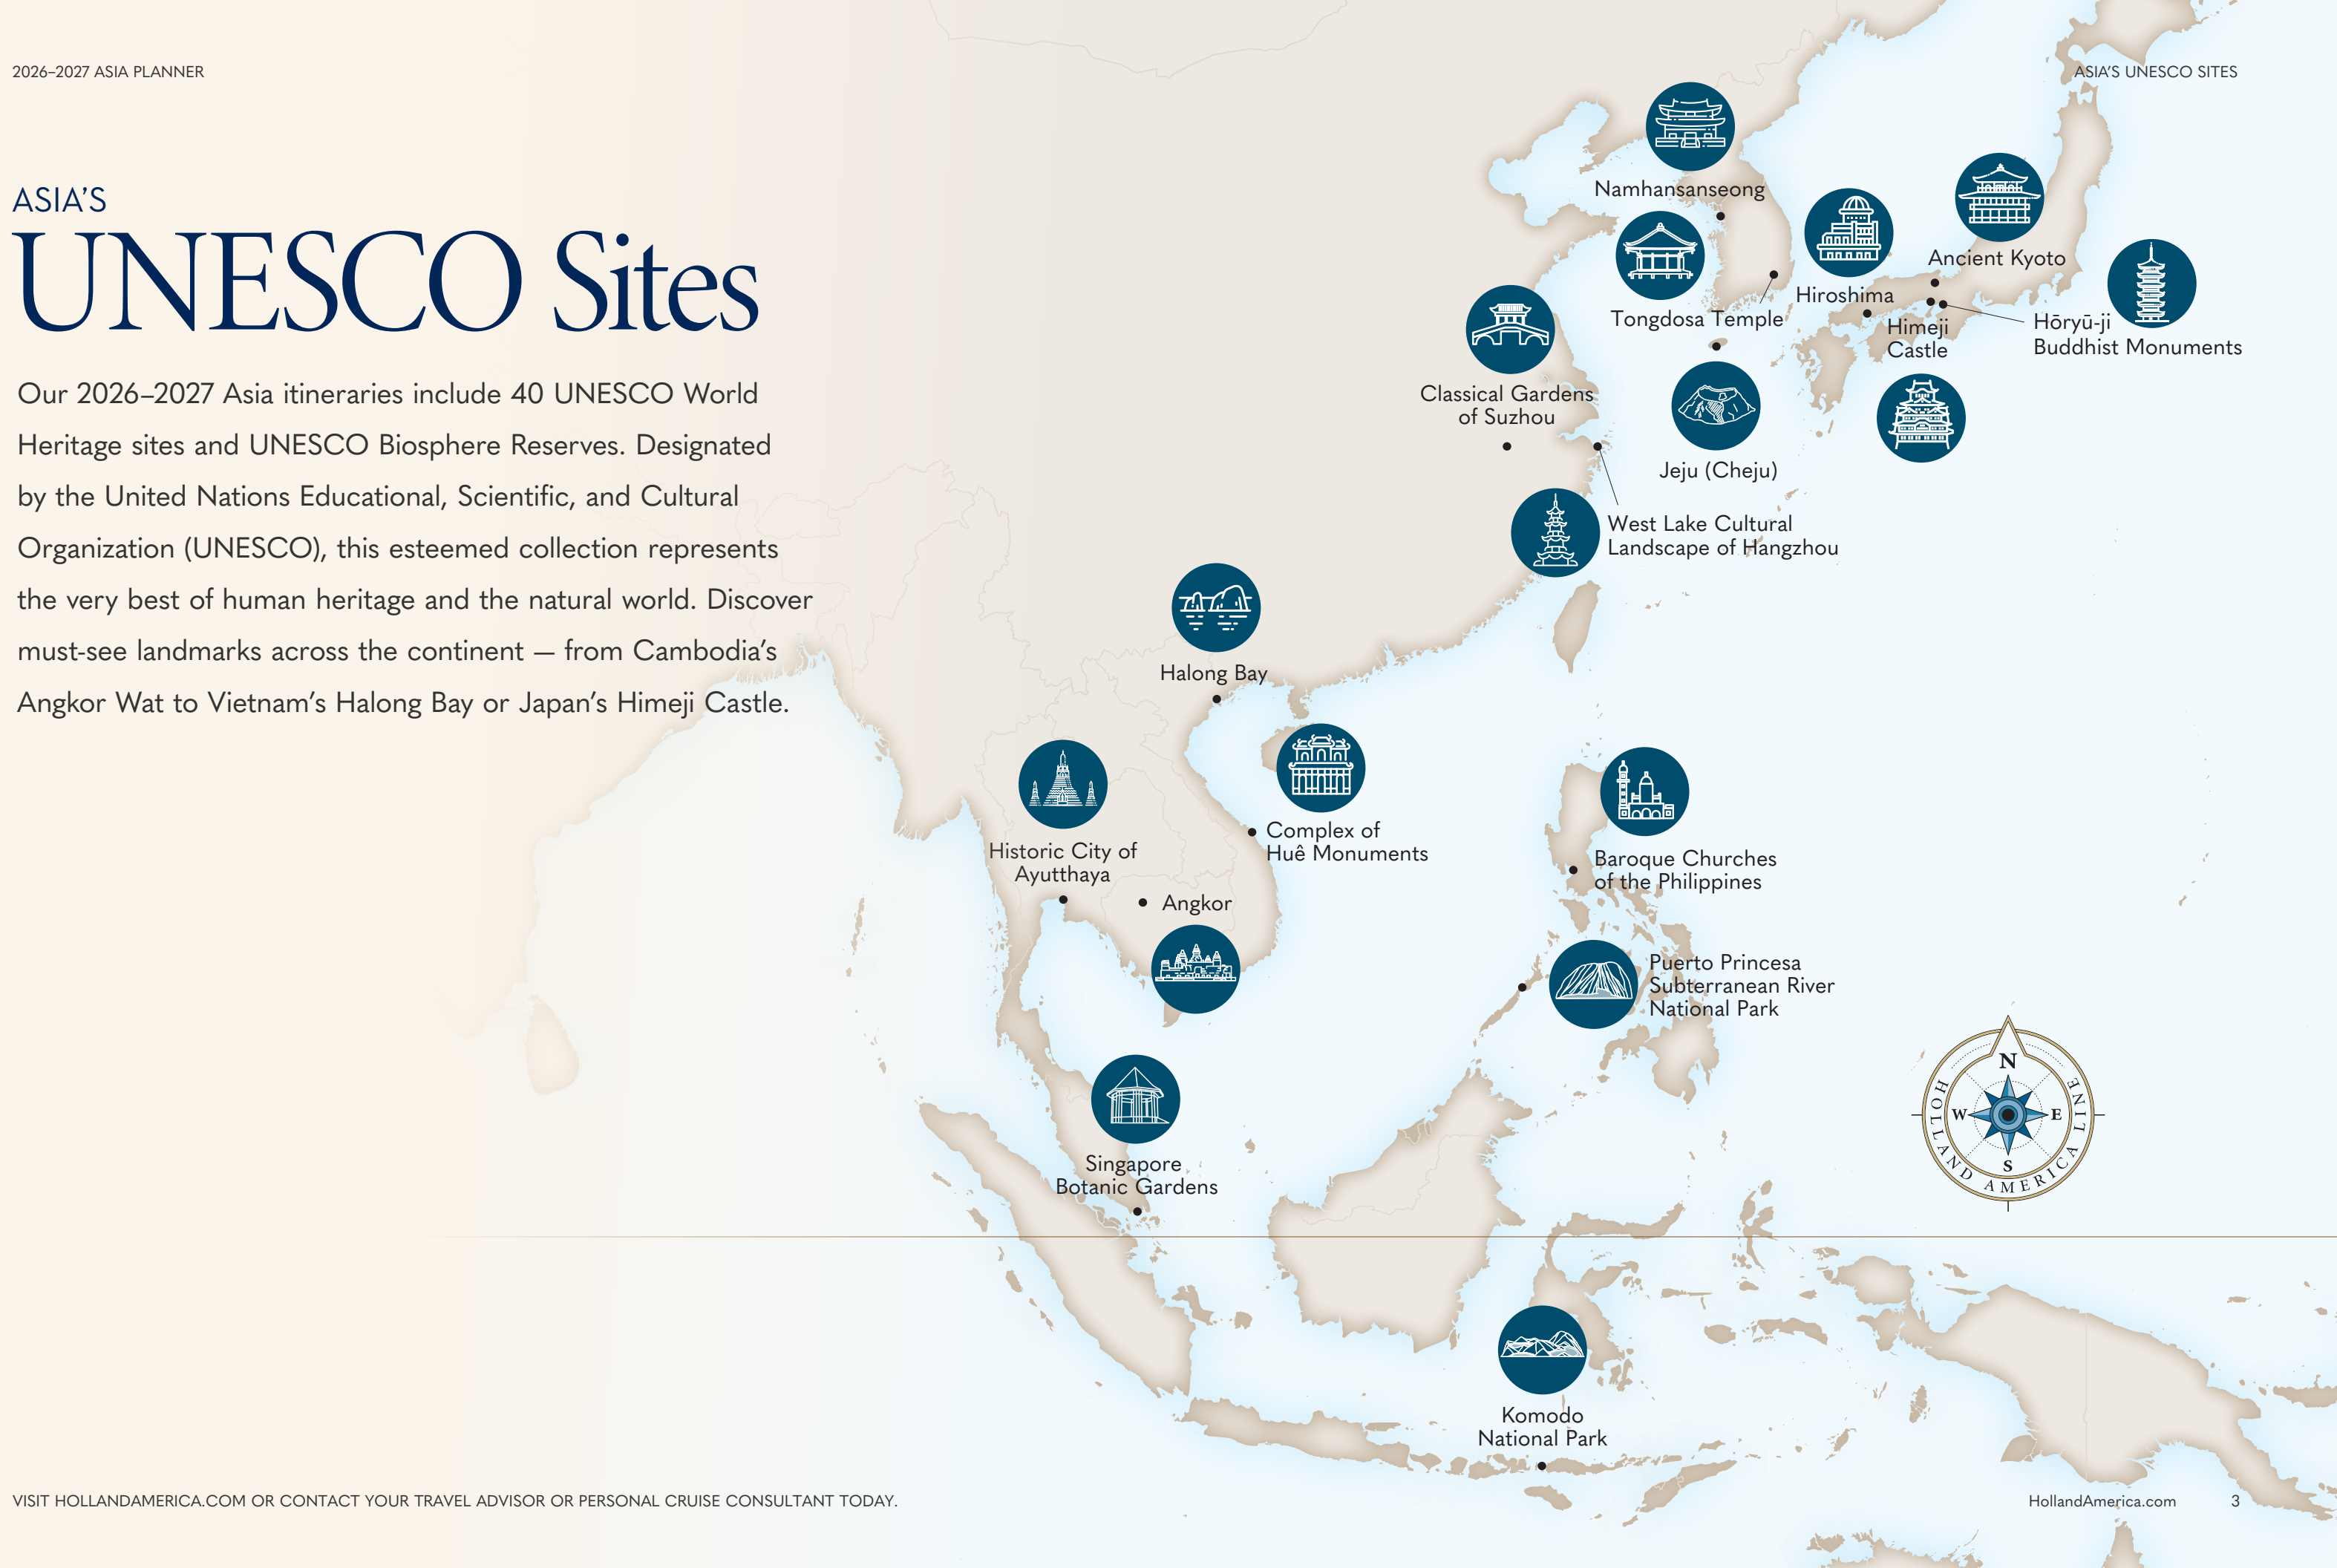 2026–2027 ASIA PLANNER
ASIA'S UNESCO SITES
ASIA'S
UNESCO Sites
Our 2026–2027 Asia itineraries include 40 UNESCO World
Heritage sites and UNESCO Biosphere Reserves. Designated
by the United Nations Educational, Scientific, and Cultural
Organization (UNESCO), this esteemed collection represents
the very best of human heritage and the natural world. Discover
must-see landmarks across the continent — from Cambodia's
Angkor Wat to Vietnam's Halong Bay or Japan's Himeji Castle.
Namhansanseong
Tongdosa Temple
Hiroshima
Ancient Kyoto
Himeji
Castle
Hōryū-ji
Buddhist Monuments
Classical Gardens
of Suzhou
Jeju (Cheju)
West Lake Cultural
Landscape of Hangzhou
Halong Bay
Complex of
Huê Monuments
Historic City of
Ayutthaya
Angkor
Baroque Churches
of the Philippines
Puerto Princesa
Subterranean River
National Park
Singapore
Botanic Gardens
Komodo
National Park
N
W
E
S
HOLLAND AMERICA LINE
VISIT HOLLANDAMERICA.COM OR CONTACT YOUR TRAVEL ADVISOR OR PERSONAL CRUISE CONSULTANT TODAY.
HollandAmerica.com 3